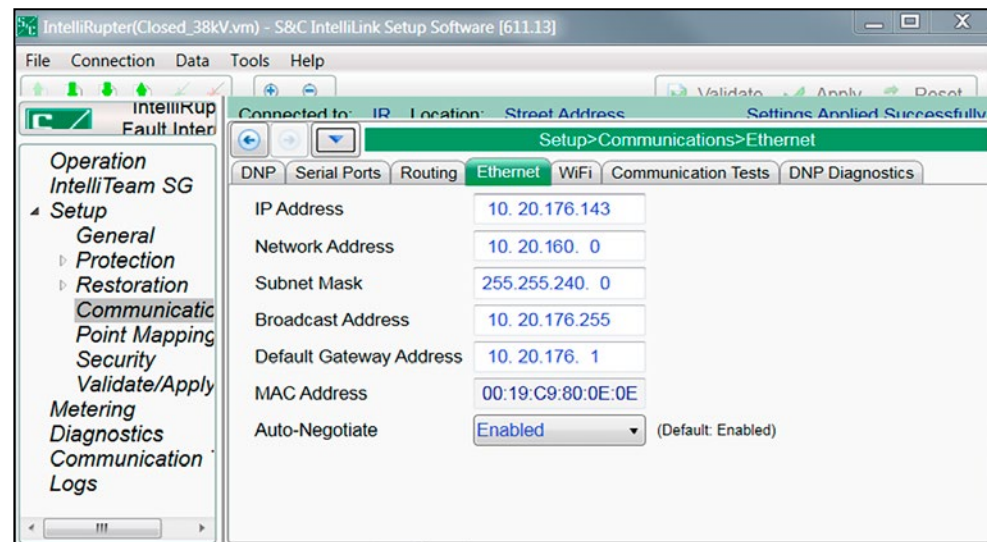 IntelliRupter(Closed_38kV.vm) - S&C IntelliLink Setup Software [611.13]
File Connection Data Tools Help
Validate Apply Reset
IntelliRup
Fault Inter
Connected to: IR Location: Street Address Settings Applied Successfully
Setup>Communications>Ethernet
DNP Serial Ports Routing Ethernet WiFi Communication Tests DNP Diagnostics
Operation
IntelliTeam SG
Setup
General
Protection
Restoration
Communicatic
Point Mapping
Security
Validate/Apply
Metering
Diagnostics
Communication
Logs
IP Address 10. 20.176.143
Network Address 10. 20.160. 0
Subnet Mask 255.255.240. 0
Broadcast Address 10. 20.176.255
Default Gateway Address 10. 20.176. 1
MAC Address 00:19:C9:80:0E:0E
Auto-Negotiate Enabled (Default: Enabled)